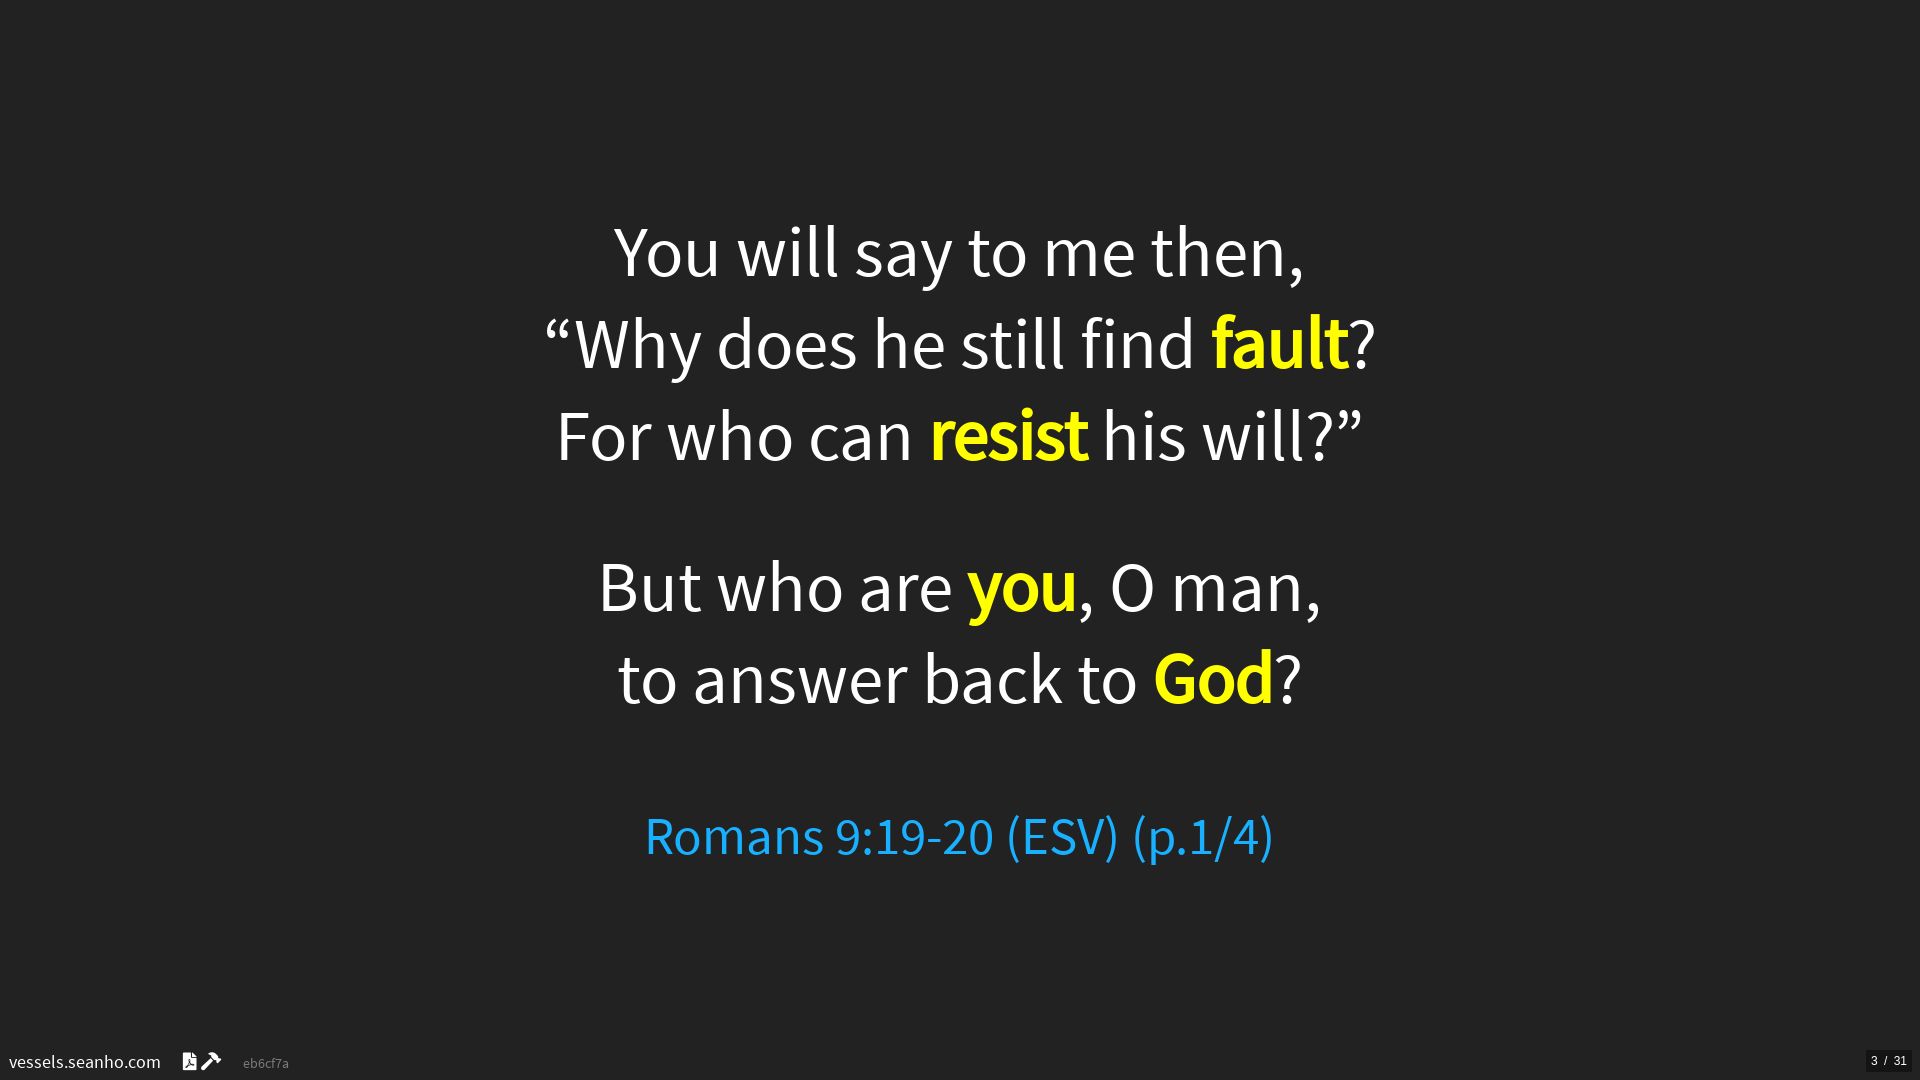 You will say to me then,
“Why does he still find fault?
For who can resist his will?”
But who are you, O man,
to answer back to God?
Romans 9:19-20 (ESV) (p.1/4)
vessels.seanho.com eb6cf7a
3 / 31